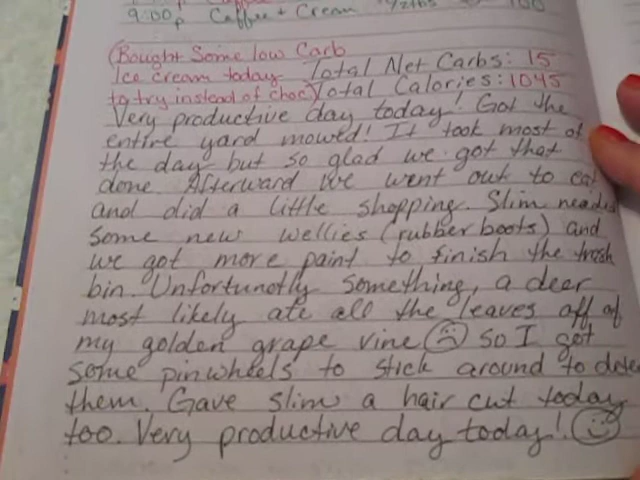 9:00p Coffee + Cream 1/2tbs 100
(Bought Some low Carb
Ice cream today Total Net Carbs: 15
to try instead of choc) Total Calories: 1045
Very productive day today! Got the
entire yard mowed! It took most of
the day but so glad we got that
done. Afterward we went out to eat
and did a little shopping. Slim needed
some new wellies (rubber boots) and
we got more paint to finish the trash
bin. Unfortunatly something, a deer
most likely ate all the leaves off of
my golden grape vine ☹ so I got
some pinwheels to stick around to deter
them. Gave slim a hair cut today
too. Very productive day today! ☺